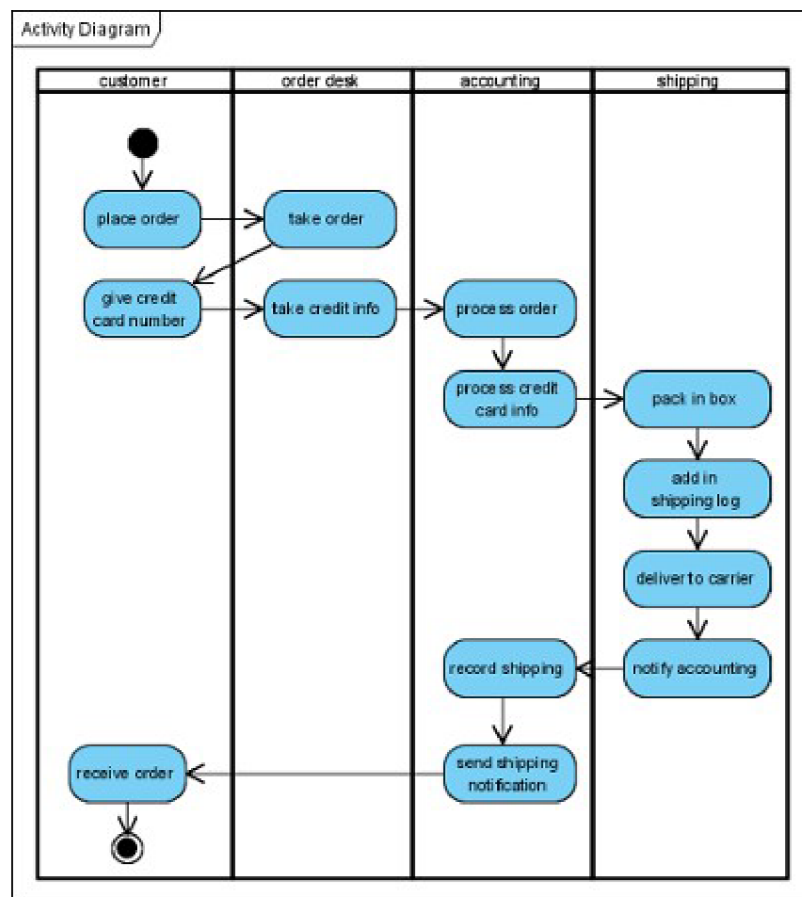 Activity Diagram
customer
order desk
accounting
shipping
place order
take order
give credit
card number
take credit info
process order
process credit
card info
pack in box
add in
shipping log
deliver to carrier
record shipping
notify accounting
receive order
send shipping
notification